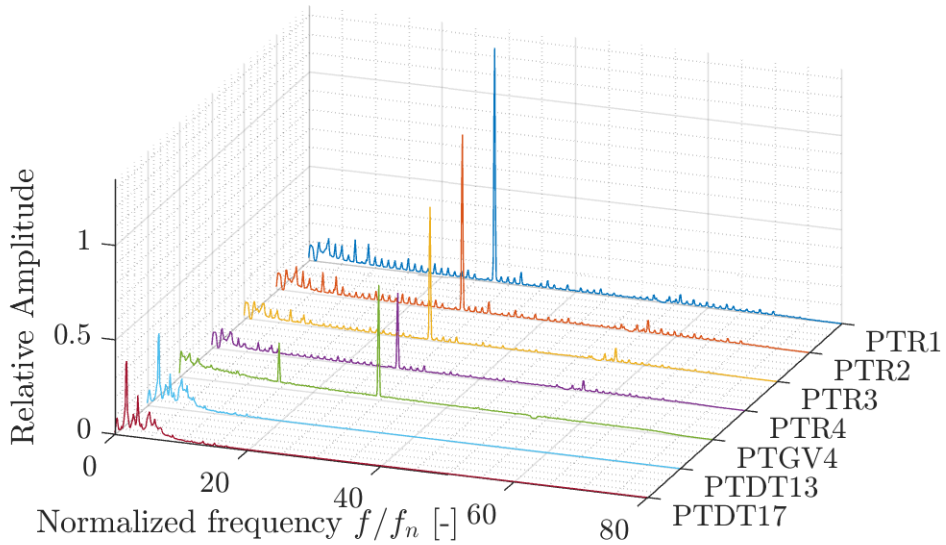 Relative Amplitude
1
0.5
0
0
20
40
60
80
Normalized frequency f/fn [-]
PTR1
PTR2
PTR3
PTR4
PTGV4
PTDT13
PTDT17